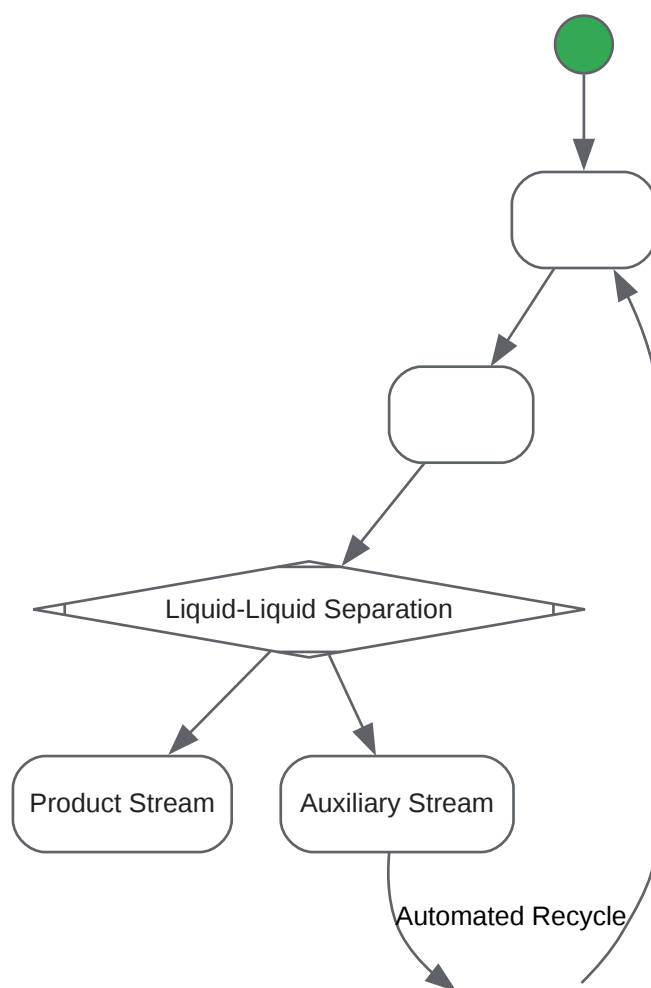 Liquid-Liquid Separation
Product Stream
Auxiliary Stream
Automated Recycle